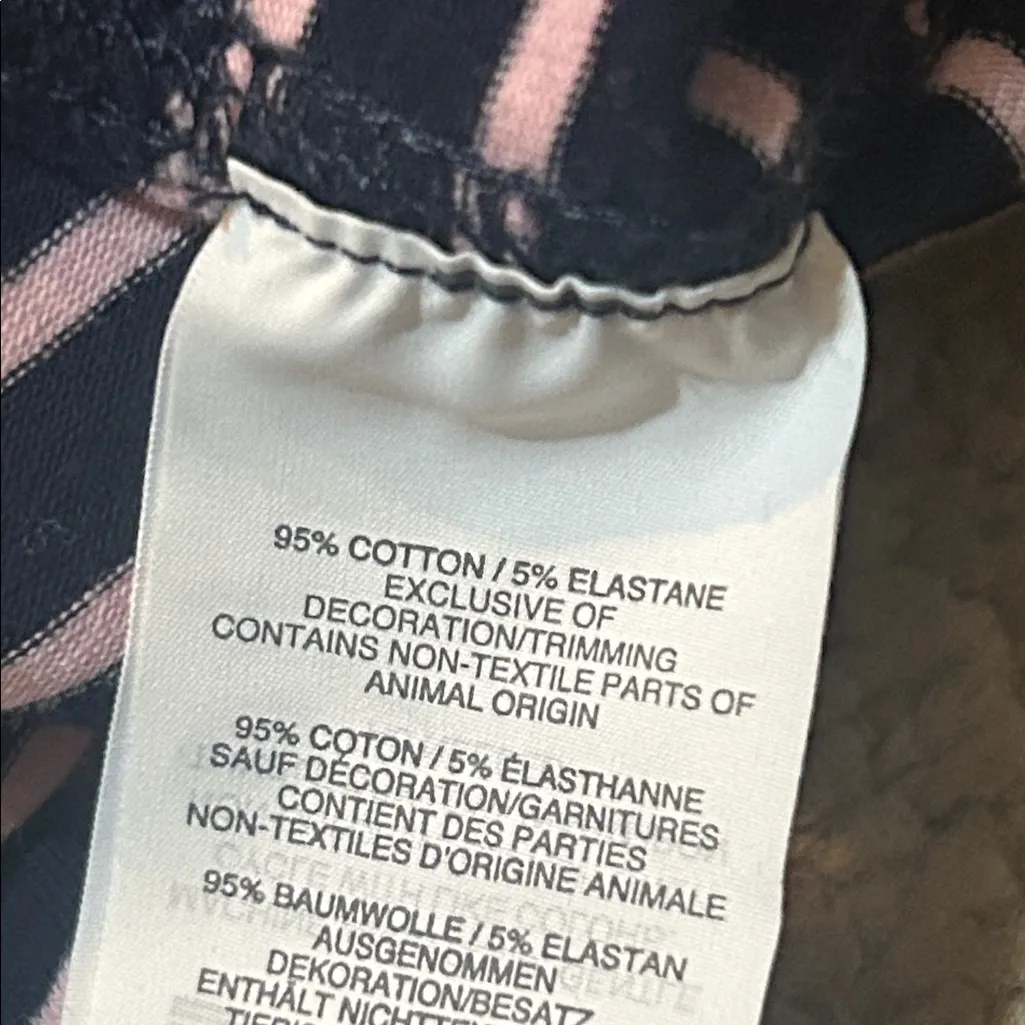 95% COTTON / 5% ELASTANE
EXCLUSIVE OF
DECORATION/TRIMMING
CONTAINS NON-TEXTILE PARTS OF
ANIMAL ORIGIN
95% COTON / 5% ÉLASTHANNE
SAUF DÉCORATION/GARNITURES
CONTIENT DES PARTIES
NON-TEXTILES D'ORIGINE ANIMALE
95% BAUMWOLLE / 5% ELASTAN
AUSGENOMMEN
DEKORATION/BESATZ
ENTHÄLT